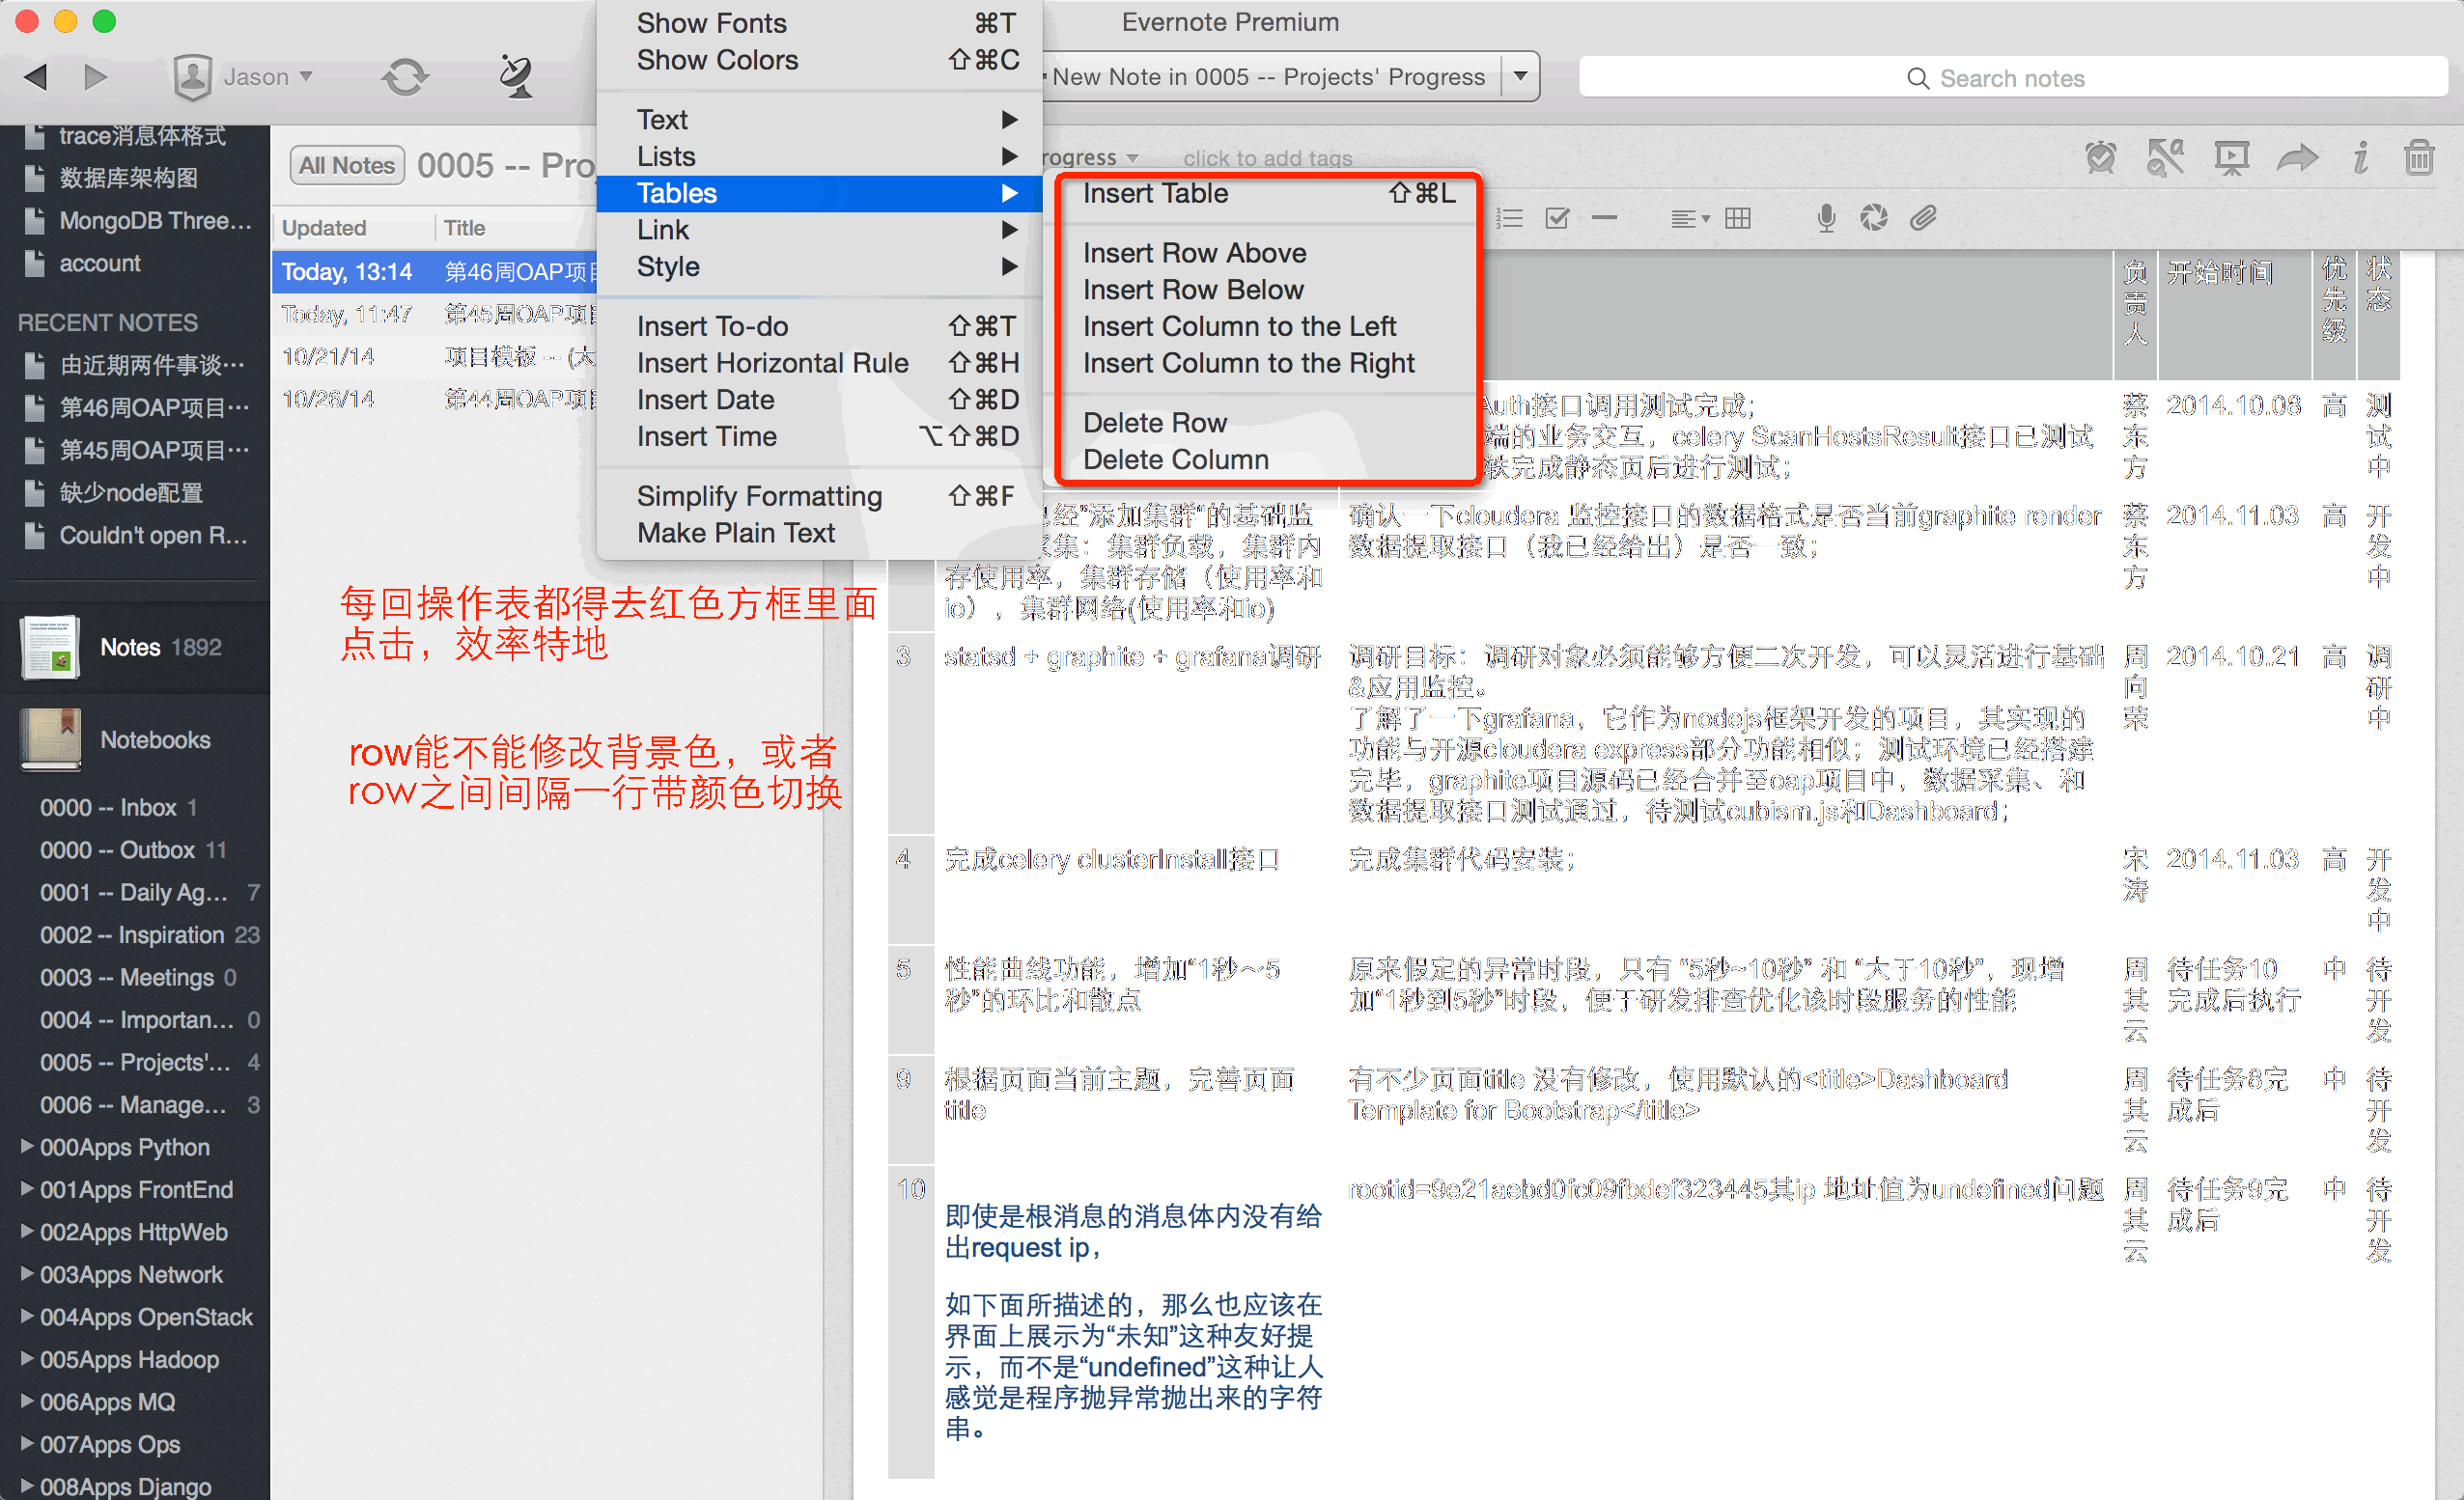 Evernote Premium
Jason
New Note in 0005 -- Projects' Progress
Search notes
trace消息体格式
数据库架构图
MongoDB Three...
account
RECENT NOTES
由近期两件事谈…
第46周OAP项目…
第45周OAP项目…
缺少node配置
Couldn't open R...
Notes 1892
Notebooks
0000 -- Inbox 1
0000 -- Outbox 11
0001 -- Daily Ag... 7
0002 -- Inspiration 23
0003 -- Meetings 0
0004 -- Importan... 0
0005 -- Projects'... 4
0006 -- Manage... 3
000Apps Python
001Apps FrontEnd
002Apps HttpWeb
003Apps Network
004Apps OpenStack
005Apps Hadoop
006Apps MQ
007Apps Ops
008Apps Django
All Notes 0005 -- Pro
Updated Title
Today, 13:14 第46周OAP项目
Today, 11:47 第45周OAP项目
10/21/14 项目模板 -- (大
10/26/14 第44周OAP项目
Show Fonts ⌘T
Show Colors ⇧⌘C
Text
Lists
Tables
Link
Style
Insert To-do ⇧⌘T
Insert Horizontal Rule ⇧⌘H
Insert Date ⇧⌘D
Insert Time ⌥⇧⌘D
Simplify Formatting ⇧⌘F
Make Plain Text
Insert Table ⇧⌘L
Insert Row Above
Insert Row Below
Insert Column to the Left
Insert Column to the Right
Delete Row
Delete Column
每回操作表都得去红色方框里面
点击，效率特地
row能不能修改背景色，或者
row之间间隔一行带颜色切换
rogress click to add tags
负责人 开始时间 优先级 状态
Auth接口调用测试完成；
端的业务交互，celery ScanHostsResult接口已测试
轶完成静态页后进行测试；
蔡东方 2014.10.08 高 测试中
已经"添加集群"的基础监
采集：集群负载，集群内
存使用率，集群存储（使用率和
io），集群网络(使用率和io)
确认一下cloudera 监控接口的数据格式是否当前graphite render
数据提取接口（我已经给出）是否一致；
蔡东方 2014.11.03 高 开发中
3 statsd + graphite + grafana调研
调研目标：调研对象必须能够方便二次开发，可以灵活进行基础
&应用监控。
了解了一下grafana，它作为nodejs框架开发的项目，其实现的
功能与开源cloudera express部分功能相似；测试环境已经搭建
完毕，graphite项目源码已经合并至oap项目中，数据采集、和
数据提取接口测试通过，待测试cubism.js和Dashboard；
周向荣 2014.10.21 高 调研中
4 完成celery clusterInstall接口
完成集群代码安装；
宋涛 2014.11.03 高 开发中
5 性能曲线功能，增加“1秒～5
秒”的环比和散点
原来假定的异常时段，只有 “5秒~10秒” 和 “大于10秒”，现增
加“1秒到5秒”时段，便于研发排查优化该时段服务的性能
周其云 待任务10
完成后执行 中 待开发
9 根据页面当前主题，完善页面
title
有不少页面title 没有修改，使用默认的<title>Dashboard
Template for Bootstrap</title>
周其云 待任务8完
成后 中 待开发
10
即使是根消息的消息体内没有给
出request ip，
如下面所描述的，那么也应该在
界面上展示为“未知”这种友好提
示，而不是“undefined”这种让人
感觉是程序抛异常抛出来的字符
串。
rootid=9e21aebd0fc09fbdef323445其ip 地址值为undefined问题
周其云 待任务9完
成后 中 待开发